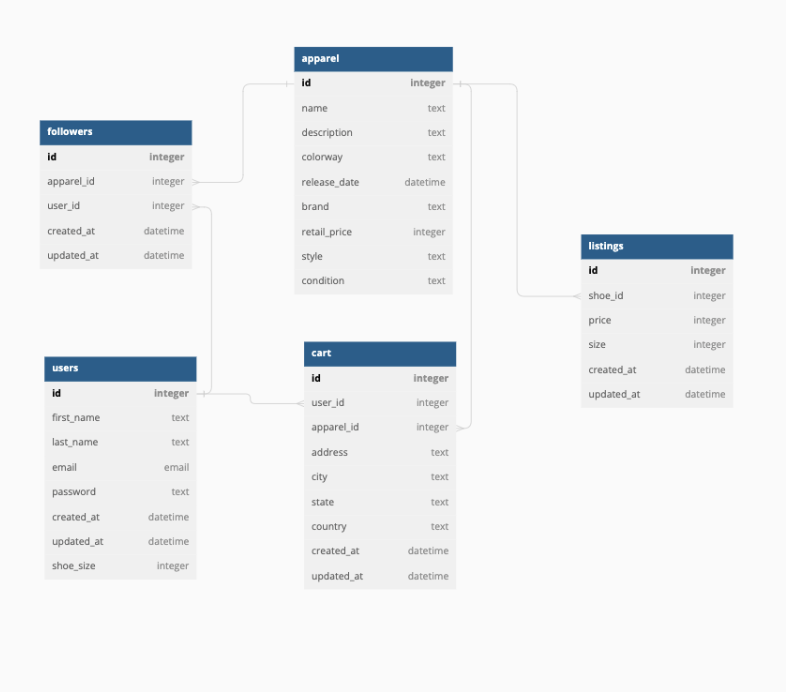 apparel
id integer
name text
description text
colorway text
release_date datetime
brand text
retail_price integer
style text
condition text
followers
id integer
apparel_id integer
user_id integer
created_at datetime
updated_at datetime
listings
id integer
shoe_id integer
price integer
size integer
created_at datetime
updated_at datetime
users
id integer
first_name text
last_name text
email email
password text
created_at datetime
updated_at datetime
shoe_size integer
cart
id integer
user_id integer
apparel_id integer
address text
city text
state text
country text
created_at datetime
updated_at datetime